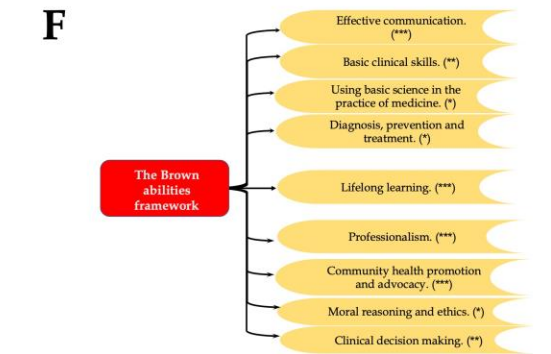 F
Effective communication.
(***)
Basic clinical skills. (**)
Using basic science in the
practice of medicine. (*)
Diagnosis, prevention and
treatment. (*)
The Brown
abilities
framework
Lifelong learning. (***)
Professionalism. (***)
Community health promotion
and advocacy. (***)
Moral reasoning and ethics. (*)
Clinical decision making. (**)